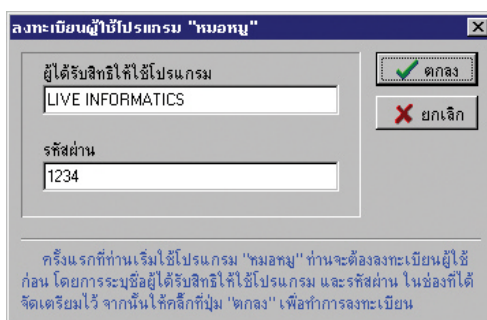 ลงทะเบียนผู้ใช้โปรแกรม "หมอหมู"
ผู้ได้รับสิทธิให้ใช้โปรแกรม
LIVE INFORMATICS
ตกลง
ยกเลิก
รหัสผ่าน
1234
ครั้งแรกที่ท่านเริ่มใช้โปรแกรม "หมอหมู" ท่านจะต้องลงทะเบียนผู้ใช้
ก่อน โดยการระบุชื่อผู้ได้รับสิทธิให้ใช้โปรแกรม และรหัสผ่าน ในช่องที่ได้
จัดเตรียมไว้ จากนั้นให้คลิ๊กที่ปุ่ม "ตกลง" เพื่อทำการลงทะเบียน